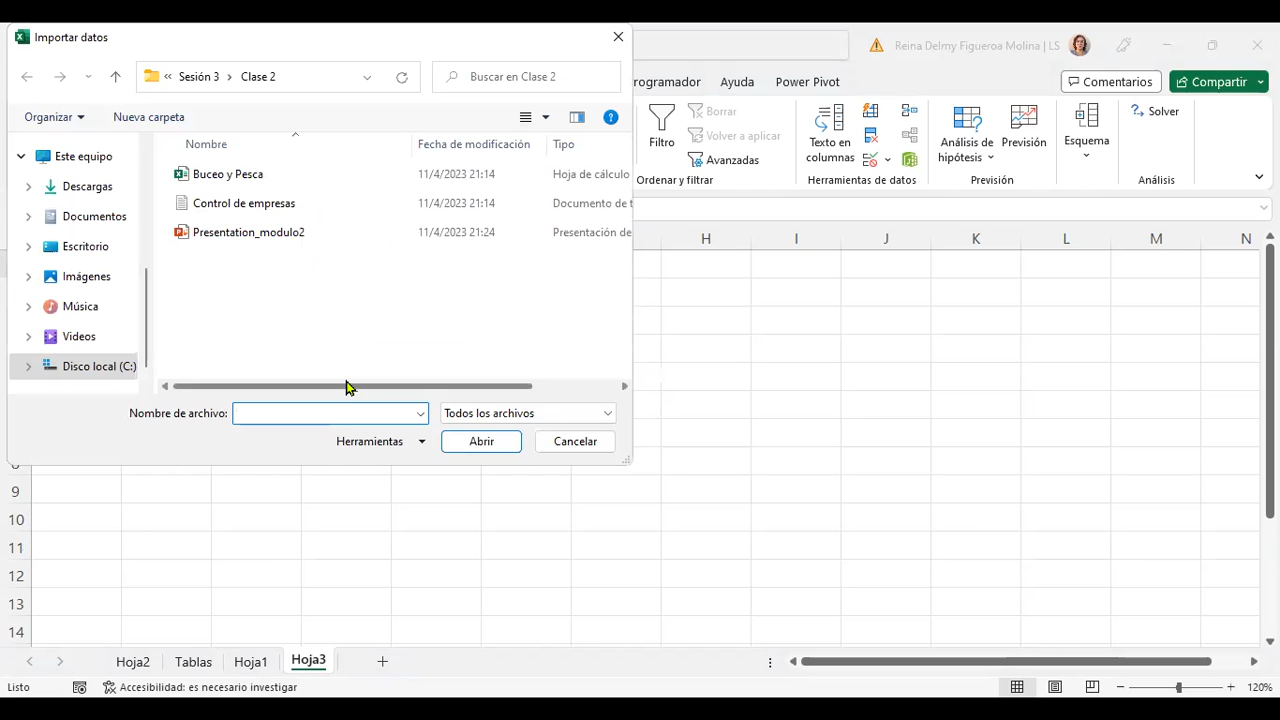 Importar datos
Reina Delmy Figueroa Molina | LS
« Sesión 3 > Clase 2
Buscar en Clase 2
rogramador Ayuda Power Pivot
Comentarios
Compartir
Organizar
Nueva carpeta
Nombre
Fecha de modificación
Tipo
Este equipo
Descargas
Documentos
Escritorio
Imágenes
Música
Videos
Disco local (C:)
Buceo y Pesca 11/4/2023 21:14 Hoja de cálculo
Control de empresas 11/4/2023 21:14 Documento de t
Presentation_modulo2 11/4/2023 21:24 Presentación de
Nombre de archivo:
Todos los archivos
Herramientas
Abrir
Cancelar
Filtro
Borrar
Volver a aplicar
Avanzadas
Ordenar y filtrar
Texto en
columnas
Herramientas de datos
Análisis de
hipótesis
Previsión
Previsión
Esquema
Solver
Análisis
H I J K L M N
9
10
11
12
13
14
Hoja2 Tablas Hoja1 Hoja3
Listo
Accesibilidad: es necesario investigar
120%